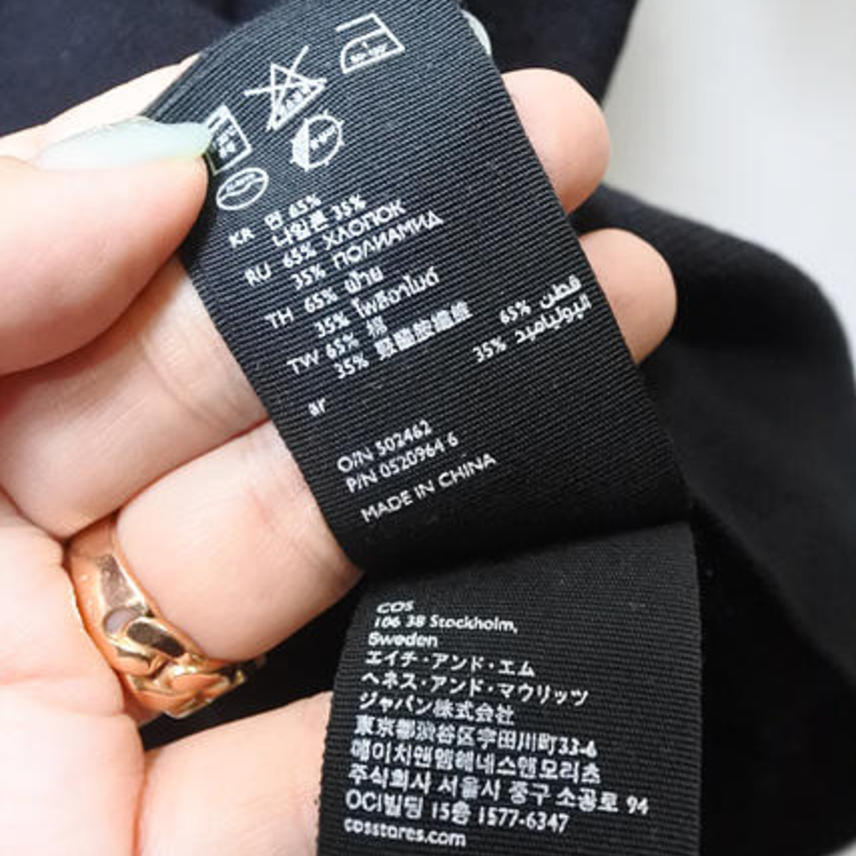 KR 면 65%
나일론 35%
RU 65% ХЛОПОК
35% ПОЛИАМИД
TH 65% ฝ้าย
35% โพลีอาไมด์
TW 65% 棉
35% 聚醯胺纖維
قطن 65%
البولياميد 35%
ar
O/N 502462
P/N 0520964 6
MADE IN CHINA
COS
106 38 Stockholm,
Sweden
エイチ・アンド・エム
ヘネス・アンド・マウリッツ
ジャパン株式会社
東京都渋谷区宇田川町33-6
에이치앤엠헤네스앤모리츠
주식회사 서울시 중구 소공로 94
OCI빌딩 15층 1577-6347
cosstores.com